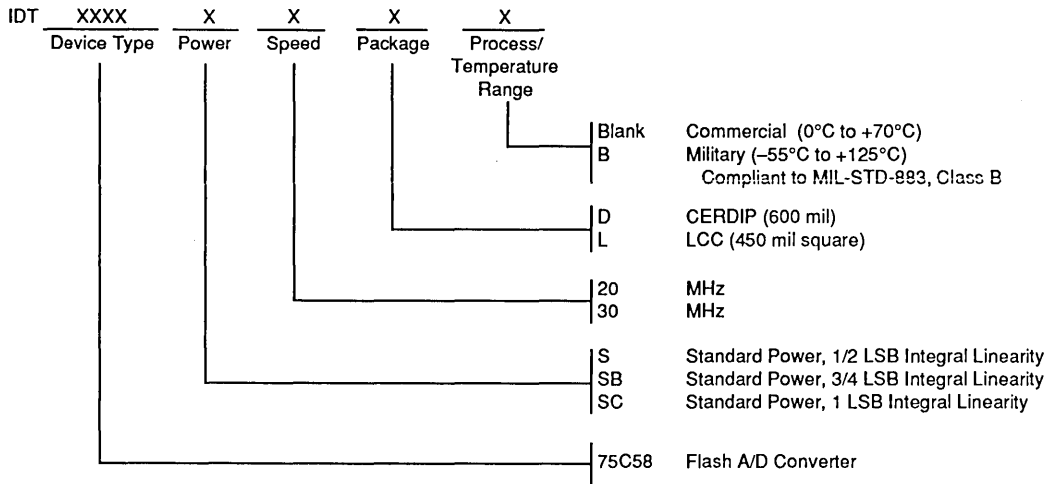 IDT XXXX X X X X
Device Type Power Speed Package Process/
Temperature
Range
Blank Commercial (0°C to +70°C)
B Military (–55°C to +125°C)
Compliant to MIL-STD-883, Class B
D CERDIP (600 mil)
L LCC (450 mil square)
20 MHz
30 MHz
S Standard Power, 1/2 LSB Integral Linearity
SB Standard Power, 3/4 LSB Integral Linearity
SC Standard Power, 1 LSB Integral Linearity
75C58 Flash A/D Converter